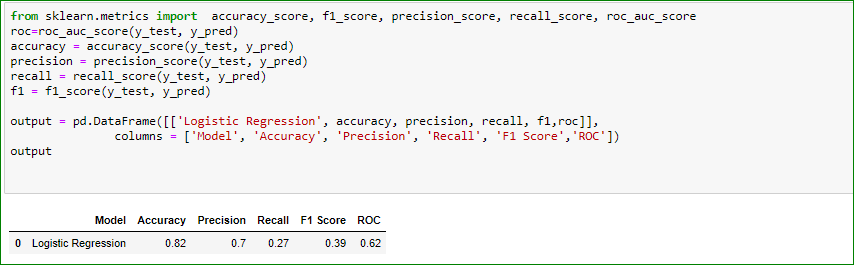 from sklearn.metrics import  accuracy_score, f1_score, precision_score, recall_score, roc_auc_score
roc=roc_auc_score(y_test, y_pred)
accuracy = accuracy_score(y_test, y_pred)
precision = precision_score(y_test, y_pred)
recall = recall_score(y_test, y_pred)
f1 = f1_score(y_test, y_pred)
output = pd.DataFrame([['Logistic Regression', accuracy, precision, recall, f1,roc]],
               columns = ['Model', 'Accuracy', 'Precision', 'Recall', 'F1 Score','ROC'])
output
Model Accuracy Precision Recall F1 Score ROC
0 Logistic Regression 0.82 0.7 0.27 0.39 0.62